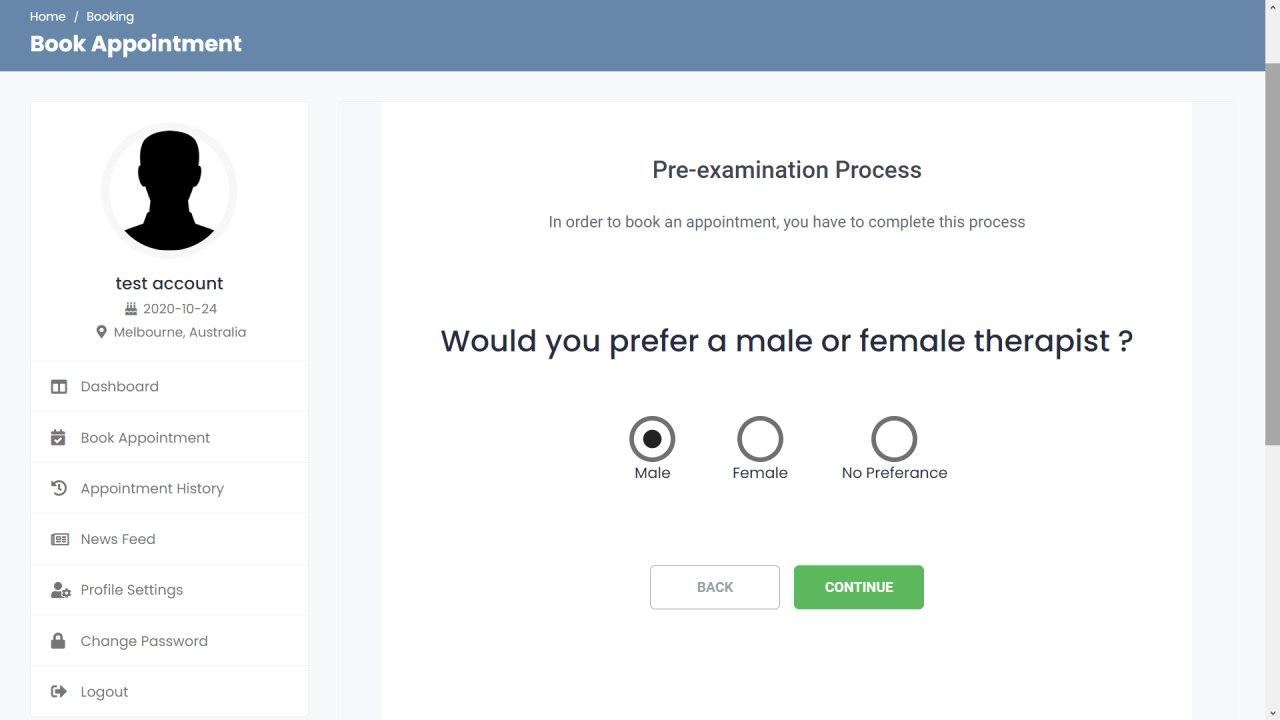 Home / Booking
Book Appointment
test account
2020-10-24
Melbourne, Australia
Dashboard
Book Appointment
Appointment History
News Feed
Profile Settings
Change Password
Logout
Pre-examination Process
In order to book an appointment, you have to complete this process
Would you prefer a male or female therapist ?
Male Female No Preferance
BACK CONTINUE